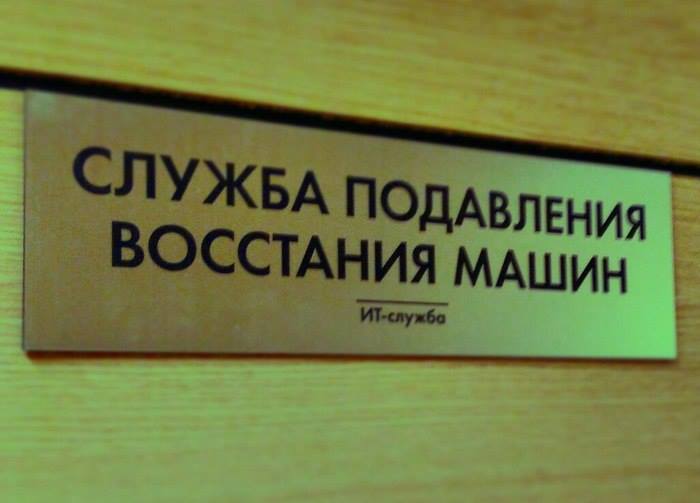 СЛУЖБА ПОДАВЛЕНИЯ
ВОССТАНИЯ МАШИН
ИТ-служба